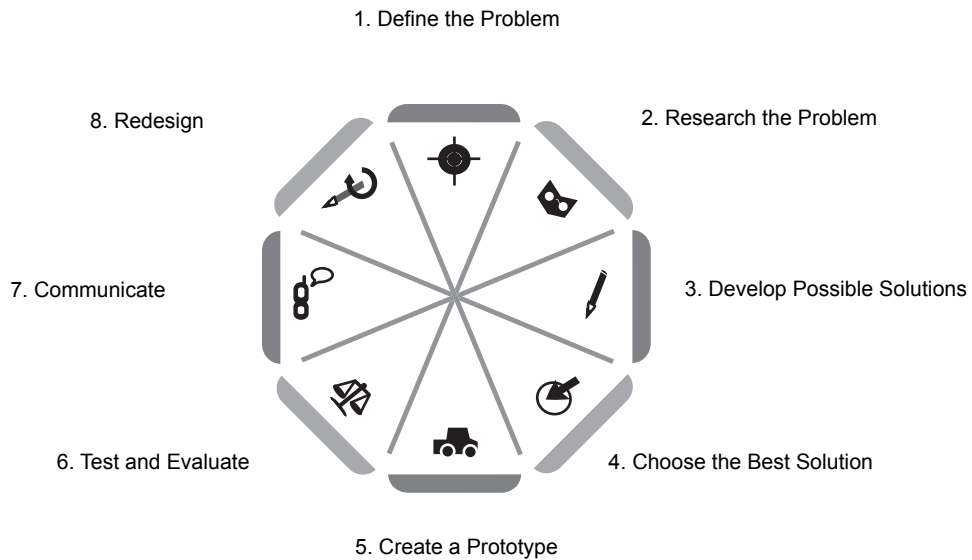 1. Define the Problem
2. Research the Problem
3. Develop Possible Solutions
4. Choose the Best Solution
5. Create a Prototype
6. Test and Evaluate
7. Communicate
8. Redesign